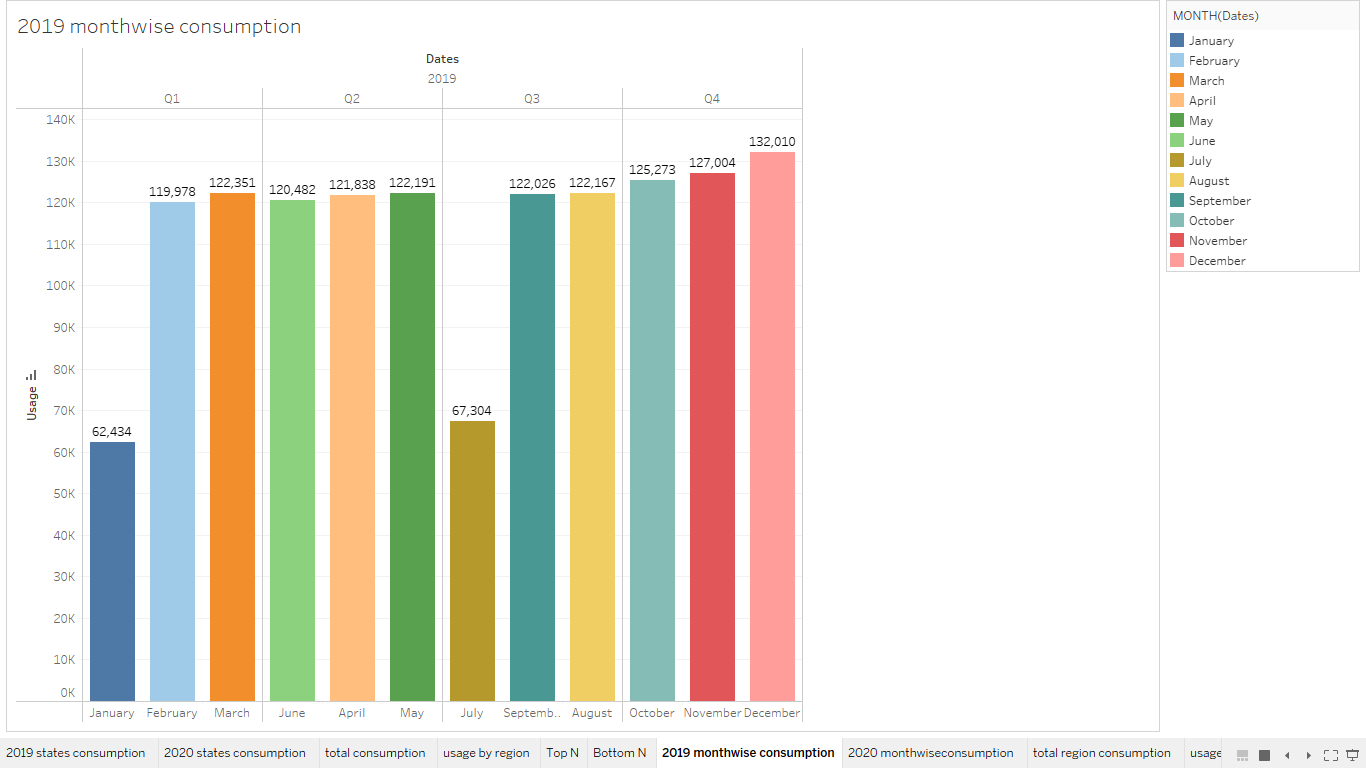 2019 monthwise consumption
Dates
2019
Q1 Q2 Q3 Q4
140K
130K
120K
110K
100K
90K
80K
70K
60K
50K
40K
30K
20K
10K
0K
Usage
62,434 119,978 122,351 120,482 121,838 122,191 67,304 122,026 122,167 125,273 127,004 132,010
January February March June April May July Septemb.. August October November December
MONTH(Dates)
January
February
March
April
May
June
July
August
September
October
November
December
2019 states consumption 2020 states consumption total consumption usage by region Top N Bottom N 2019 monthwise consumption 2020 monthwiseconsumption total region consumption usage